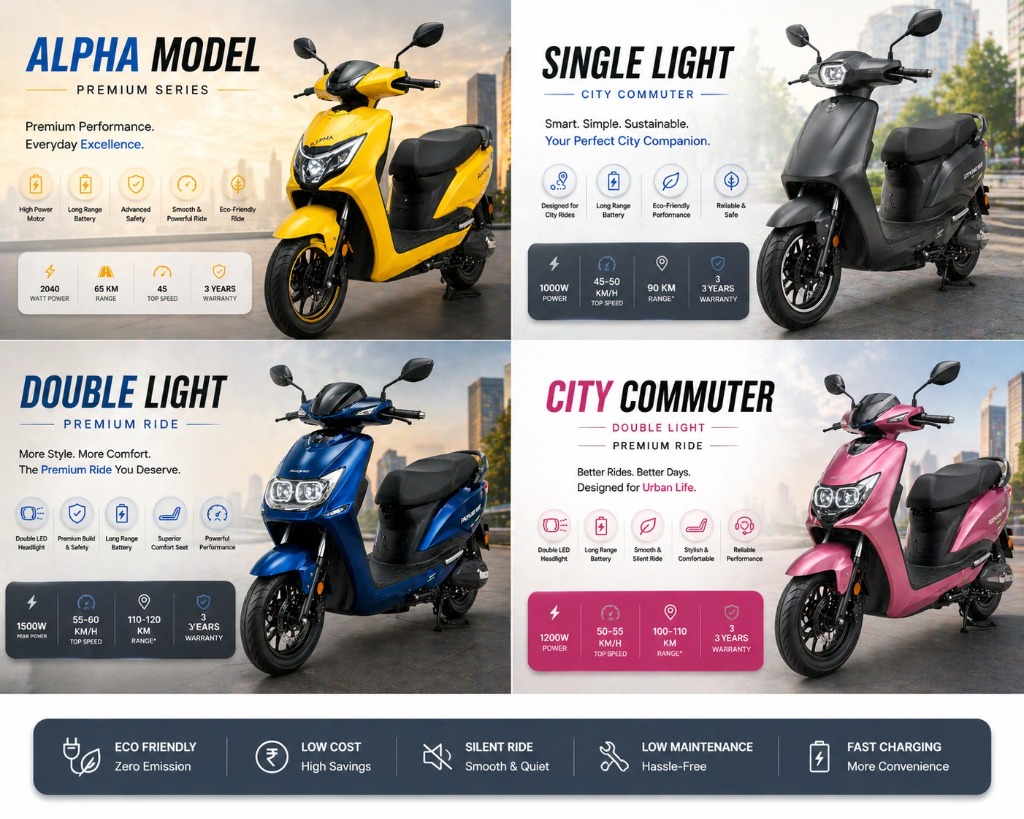 ALPHA MODEL
PREMIUM SERIES
Premium Performance.
Everyday Excellence.
High Power
Motor
Long Range
Battery
Advanced
Safety
Smooth &
Powerful Ride
Eco-Friendly
Ride
2040
WATT POWER
65 KM
RANGE
45
TOP SPEED
3 YEARS
WARRANTY
ALPHA
SINGLE LIGHT
CITY COMMUTER
Smart. Simple. Sustainable.
Your Perfect City Companion.
Designed for
City Rides
Long Range
Battery
Eco-Friendly
Performance
Reliable &
Safe
1000W
POWER
45-50
KM/H
TOP SPEED
90 KM
RANGE*
3
3 YEARS
WARRANTY
DOUBLE LIGHT
PREMIUM RIDE
More Style. More Comfort.
The Premium Ride You Deserve.
Double LED
Headlight
Premium Build
& Safety
Long Range
Battery
Superior
Comfort Seat
Powerful
Performance
1500W
PEAK POWER
55-60
KM/H
TOP SPEED
110-120
KM
RANGE*
3
3 YEARS
WARRANTY
CITY COMMUTER
DOUBLE LIGHT
PREMIUM RIDE
Better Rides. Better Days.
Designed for Urban Life.
Double LED
Headlight
Long Range
Battery
Smooth &
Silent Ride
Stylish &
Comfortable
Reliable
Performance
1200W
POWER
50-55
KM/H
TOP SPEED
100-110
KM
RANGE*
3
3 YEARS
WARRANTY
ECO FRIENDLY
Zero Emission
LOW COST
High Savings
SILENT RIDE
Smooth & Quiet
LOW MAINTENANCE
Hassle-Free
FAST CHARGING
More Convenience